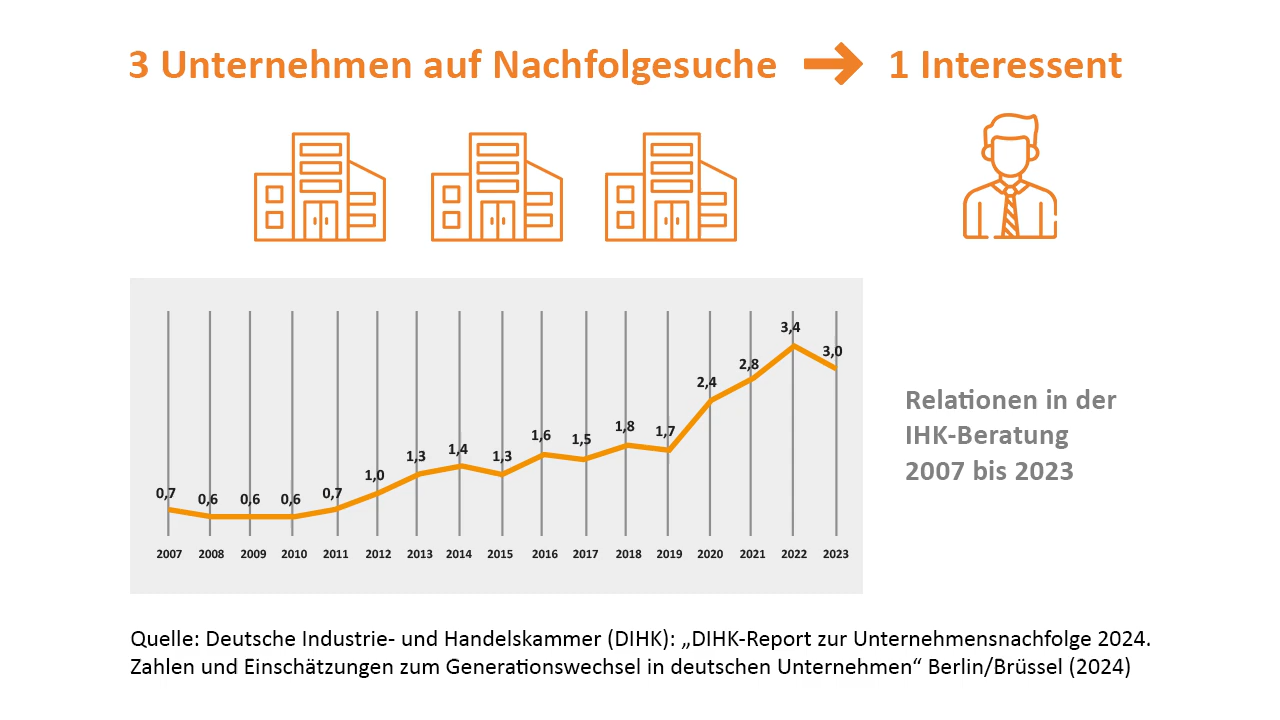 3 Unternehmen auf Nachfolgesuche → 1 Interessent
3,4
3,0
2,8
2,4
1,8
1,7
1,6
1,5
1,4
1,3
1,3
1,0
0,7
0,6
0,6
0,6
0,7
2007 2008 2009 2010 2011 2012 2013 2014 2015 2016 2017 2018 2019 2020 2021 2022 2023
Relationen in der
IHK-Beratung
2007 bis 2023
Quelle: Deutsche Industrie- und Handelskammer (DIHK): „DIHK-Report zur Unternehmensnachfolge 2024.
Zahlen und Einschätzungen zum Generationswechsel in deutschen Unternehmen“ Berlin/Brüssel (2024)